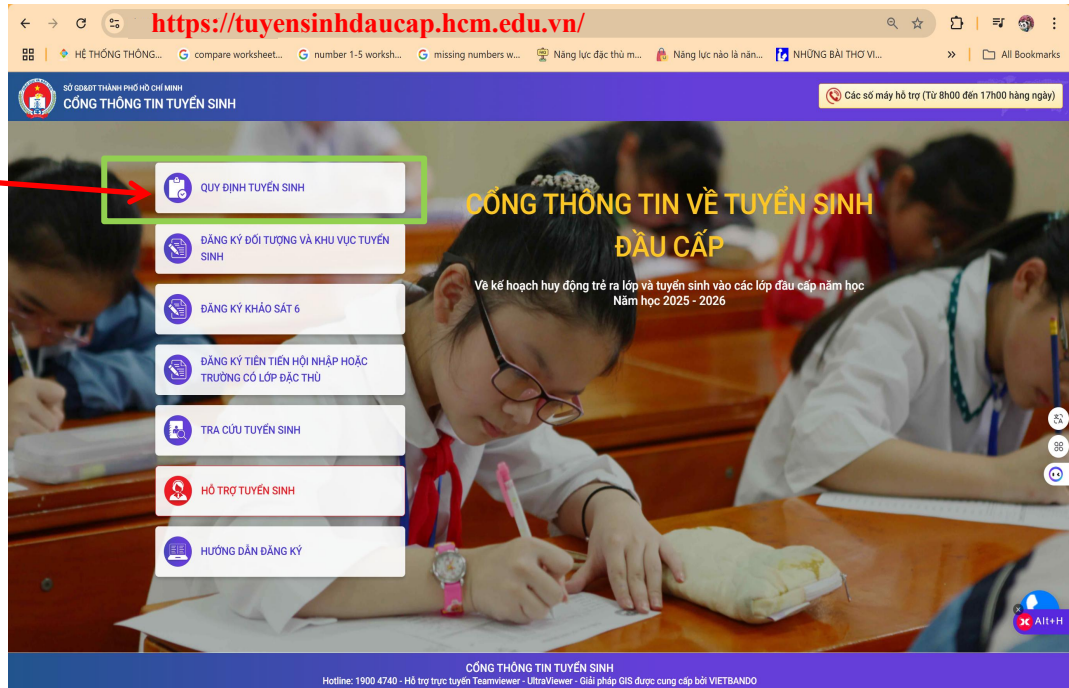 https://tuyensinhdaucap.hcm.edu.vn/
HỆ THỐNG THÔNG...
compare worksheet...
number 1-5 worksh...
missing numbers w...
Năng lực đặc thù m...
Năng lực nào là năn...
NHỮNG BÀI THƠ VI...
All Bookmarks
SỞ GD&ĐT THÀNH PHỐ HỒ CHÍ MINH
CỔNG THÔNG TIN TUYỂN SINH
Các số máy hỗ trợ (Từ 8h00 đến 17h00 hàng ngày)
QUY ĐỊNH TUYỂN SINH
ĐĂNG KÝ ĐỐI TƯỢNG VÀ KHU VỰC TUYỂN
SINH
ĐĂNG KÝ KHẢO SÁT 6
ĐĂNG KÝ TIÊN TIẾN HỘI NHẬP HOẶC
TRƯỜNG CÓ LỚP ĐẶC THÙ
TRA CỨU TUYỂN SINH
HỖ TRỢ TUYỂN SINH
HƯỚNG DẪN ĐĂNG KÝ
CỔNG THÔNG TIN VỀ TUYỂN SINH
ĐẦU CẤP
Về kế hoạch huy động trẻ ra lớp và tuyển sinh vào các lớp đầu cấp năm học
Năm học 2025 - 2026
Alt+H
CỔNG THÔNG TIN TUYỂN SINH
Hotline: 1900 4740 - Hỗ trợ trực tuyến Teamviewer - UltraViewer - Giải pháp GIS được cung cấp bởi VIETBANDO